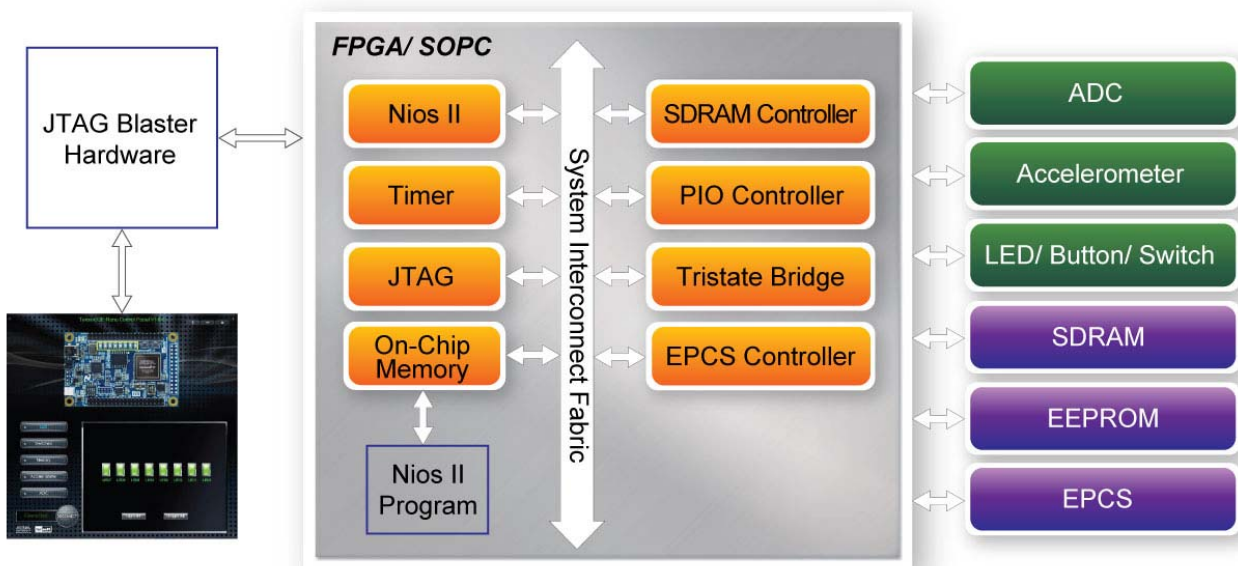 FPGA/ SOPC
JTAG Blaster
Hardware
Nios II
Timer
JTAG
On-Chip
Memory
Nios II
Program
System Interconnect Fabric
SDRAM Controller
PIO Controller
Tristate Bridge
EPCS Controller
ADC
Accelerometer
LED/ Button/ Switch
SDRAM
EEPROM
EPCS